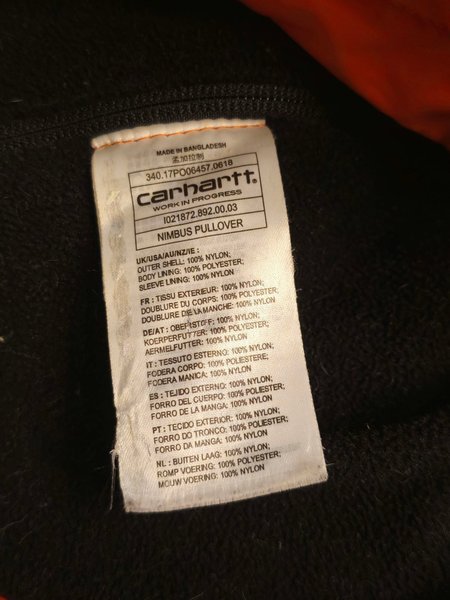 MADE IN BANGLADESH
孟加拉制
340.17PO06457.0618
carhartt.
WORK IN PROGRESS
I021872.892.00.03
NIMBUS PULLOVER
UK/USA/AU/NZ/IE :
OUTER SHELL: 100% NYLON;
BODY LINING: 100% POLYESTER;
SLEEVE LINING: 100% NYLON
FR : TISSU EXTERIEUR: 100% NYLON;
DOUBLURE DU CORPS: 100% POLYESTER;
DOUBLURE DE LA MANCHE: 100% NYLON
DE/AT : OBERSTOFF: 100% NYLON;
KOERPERFUTTER: 100% POLYESTER;
AERMELFUTTER: 100% NYLON
IT : TESSUTO ESTERNO: 100% NYLON;
FODERA CORPO: 100% POLIESTERE;
FODERA MANICA: 100% NYLON
ES : TEJIDO EXTERNO: 100% NYLON;
FORRO DEL CUERPO: 100% POLYESTER;
FORRO DE LA MANGA: 100% NYLON
PT : TECIDO EXTERIOR: 100% NYLON;
FORRO DO TRONCO: 100% POLYESTER;
FORRO DA MANGA: 100% NYLON
NL : BUITEN LAAG: 100% NYLON;
ROMP VOERING: 100% POLYESTER;
MOUW VOERING: 100% NYLON